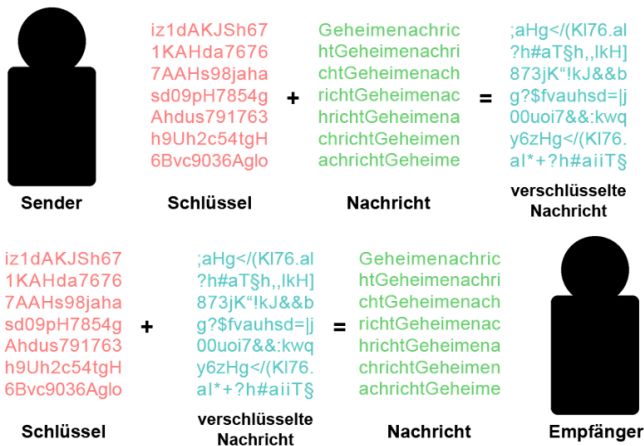 iz1dAKJSh67
1KAHda7676
7AAHs98jaha
sd09pH7854g
Ahdus791763
h9Uh2c54tgH
6Bvc9036Aglo
+
Geheimenachric
htGeheimenachri
chtGeheimenach
richtGeheimenac
hrichtGeheimena
chrichtGeheimen
achrichtGeheime
=
;aHg</(Kl76.al
?h#aT§h,,lkH]
873jK“!kJ&&b
g?$fvauhsd=|j
00uoi7&&:kwq
y6zHg</(Kl76.
al*+?h#aiiT§
Sender
Schlüssel
Nachricht
verschlüsselte
Nachricht
iz1dAKJSh67
1KAHda7676
7AAHs98jaha
sd09pH7854g
Ahdus791763
h9Uh2c54tgH
6Bvc9036Aglo
+
;aHg</(Kl76.al
?h#aT§h,,lkH]
873jK“!kJ&&b
g?$fvauhsd=|j
00uoi7&&:kwq
y6zHg</(Kl76.
al*+?h#aiiT§
=
Geheimenachric
htGeheimenachri
chtGeheimenach
richtGeheimenac
hrichtGeheimena
chrichtGeheimen
achrichtGeheime
Schlüssel
verschlüsselte
Nachricht
Nachricht
Empfänger